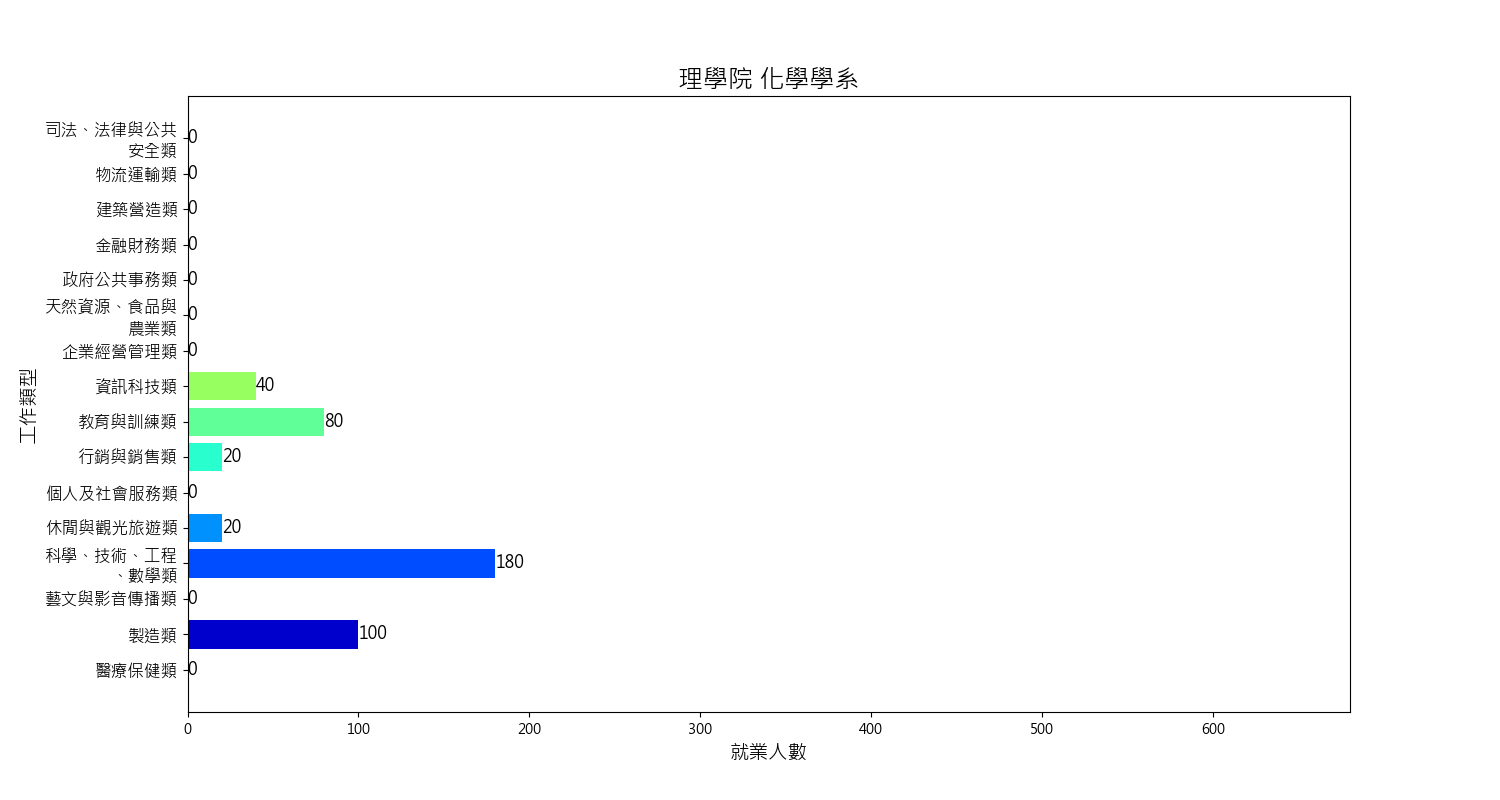 理學院 化學學系
司法、法律與公共
安全類
0
物流運輸類
0
建築營造類
0
金融財務類
0
政府公共事務類
0
天然資源、食品與
農業類
0
企業經營管理類
0
資訊科技類
40
教育與訓練類
80
行銷與銷售類
20
個人及社會服務類
0
休閒與觀光旅遊類
20
科學、技術、工程
、數學類
180
藝文與影音傳播類
0
製造類
100
醫療保健類
0
工作類型
0 100 200 300 400 500 600
就業人數